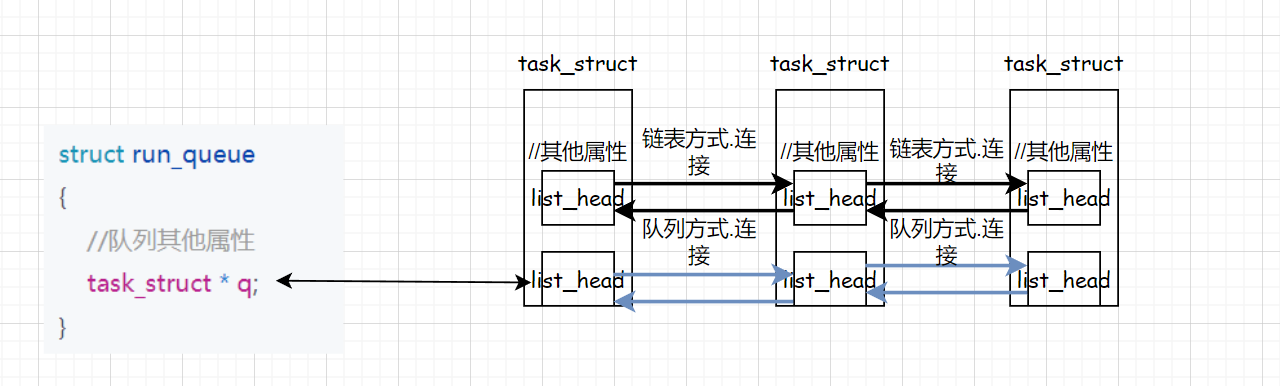 struct run_queue
{
//队列其他属性
task_struct * q;
}
task_struct
task_struct
task_struct
//其他属性
链表方式.连
接
//其他属性
链表方式.连
接
//其他属性
list_head
list_head
list_head
队列方式.连
接
队列方式.连
接
list_head
list_head
list_head